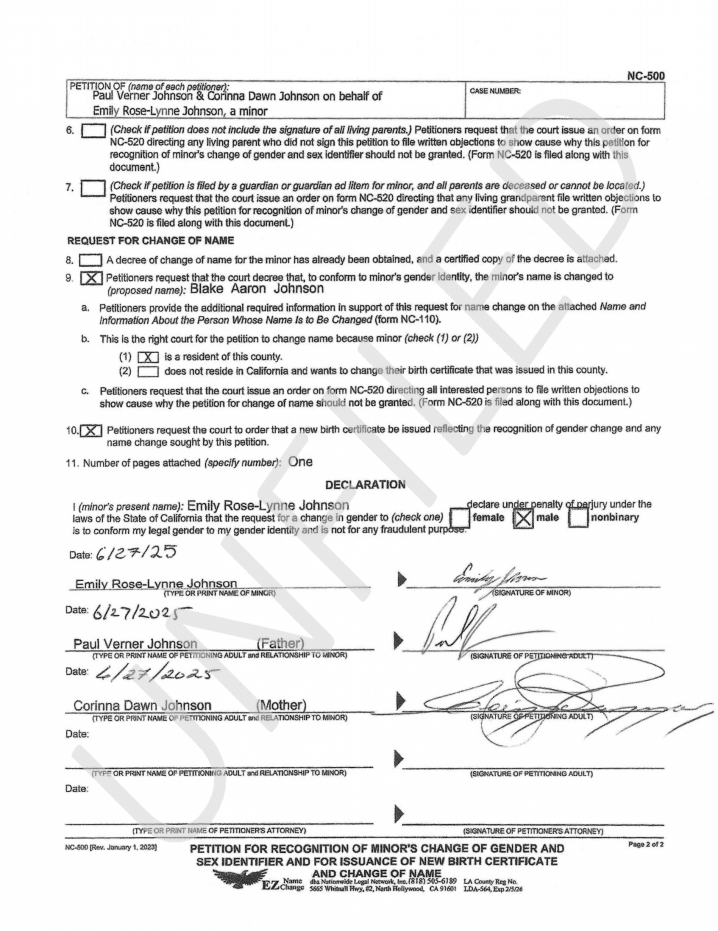 NC-500
PETITION OF (name of each petitioner):
Paul Verner Johnson & Corinna Dawn Johnson on behalf of
Emily Rose-Lynne Johnson, a minor
CASE NUMBER:
6. (Check if petition does not include the signature of all living parents.) Petitioners request that the court issue an order on form
NC-520 directing any living parent who did not sign this petition to file written objections to show cause why this petition for
recognition of minor's change of gender and sex identifier should not be granted. (Form NC-520 is filed along with this
document.)
7. (Check if petition is filed by a guardian or guardian ad litem for minor, and all parents are deceased or cannot be located.)
Petitioners request that the court issue an order on form NC-520 directing that any living grandparent file written objections to
show cause why this petition for recognition of minor's change of gender and sex identifier should not be granted. (Form
NC-520 is filed along with this document.)
REQUEST FOR CHANGE OF NAME
8. A decree of change of name for the minor has already been obtained, and a certified copy of the decree is attached.
9. X Petitioners request that the court decree that, to conform to minor's gender identity, the minor's name is changed to
(proposed name): Blake Aaron Johnson
a. Petitioners provide the additional required information in support of this request for name change on the attached Name and
Information About the Person Whose Name Is to Be Changed (form NC-110).
b. This is the right court for the petition to change name because minor (check (1) or (2))
(1) X is a resident of this county.
(2) does not reside in California and wants to change their birth certificate that was issued in this county.
c. Petitioners request that the court issue an order on form NC-520 directing all interested persons to file written objections to
show cause why the petition for change of name should not be granted. (Form NC-520 is filed along with this document.)
10. X Petitioners request the court to order that a new birth certificate be issued reflecting the recognition of gender change and any
name change sought by this petition.
11. Number of pages attached (specify number): One
DECLARATION
I (minor's present name): Emily Rose-Lynne Johnson declare under penalty of perjury under the
laws of the State of California that the request for a change in gender to (check one) female X male nonbinary
is to conform my legal gender to my gender identity and is not for any fraudulent purpose.
Date: 6/27/25
Emily Rose-Lynne Johnson
(TYPE OR PRINT NAME OF MINOR) (SIGNATURE OF MINOR)
Date: 6/27/2025
Paul Verner Johnson (Father)
(TYPE OR PRINT NAME OF PETITIONING ADULT and RELATIONSHIP TO MINOR) (SIGNATURE OF PETITIONING ADULT)
Date: 6/27/2025
Corinna Dawn Johnson (Mother)
(TYPE OR PRINT NAME OF PETITIONING ADULT and RELATIONSHIP TO MINOR) (SIGNATURE OF PETITIONING ADULT)
Date:
(TYPE OR PRINT NAME OF PETITIONING ADULT and RELATIONSHIP TO MINOR) (SIGNATURE OF PETITIONING ADULT)
Date:
(TYPE OR PRINT NAME OF PETITIONER'S ATTORNEY) (SIGNATURE OF PETITIONER'S ATTORNEY)
NC-500 [Rev. January 1, 2023]
PETITION FOR RECOGNITION OF MINOR'S CHANGE OF GENDER AND
SEX IDENTIFIER AND FOR ISSUANCE OF NEW BIRTH CERTIFICATE
AND CHANGE OF NAME
Page 2 of 2
EZ Name Change
dba Nationwide Legal Network, Inc. (818) 505-6189 LA County Reg No.
5665 Whitnall Hwy, #2, North Hollywood, CA 91601 LDA-564, Exp 2/5/26
UNFILED